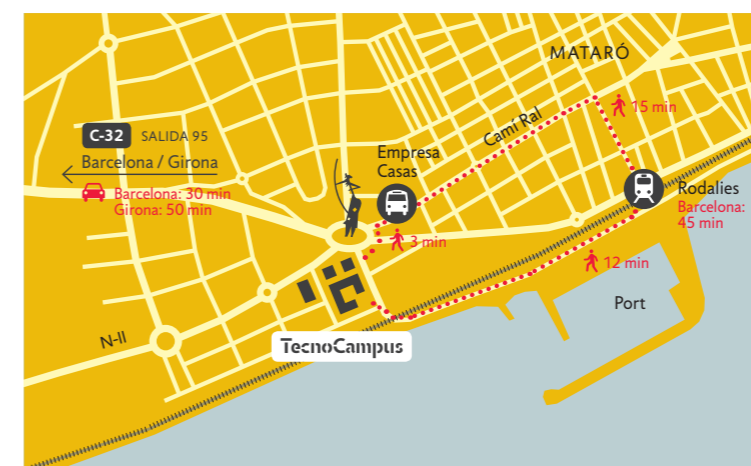 MATARÓ
15 min
Camí Ral
C-32 SALIDA 95
Barcelona / Girona
Barcelona: 30 min
Girona: 50 min
Empresa
Casas
Rodalies
Barcelona:
45 min
3 min
12 min
Port
N-II
TecnoCampus